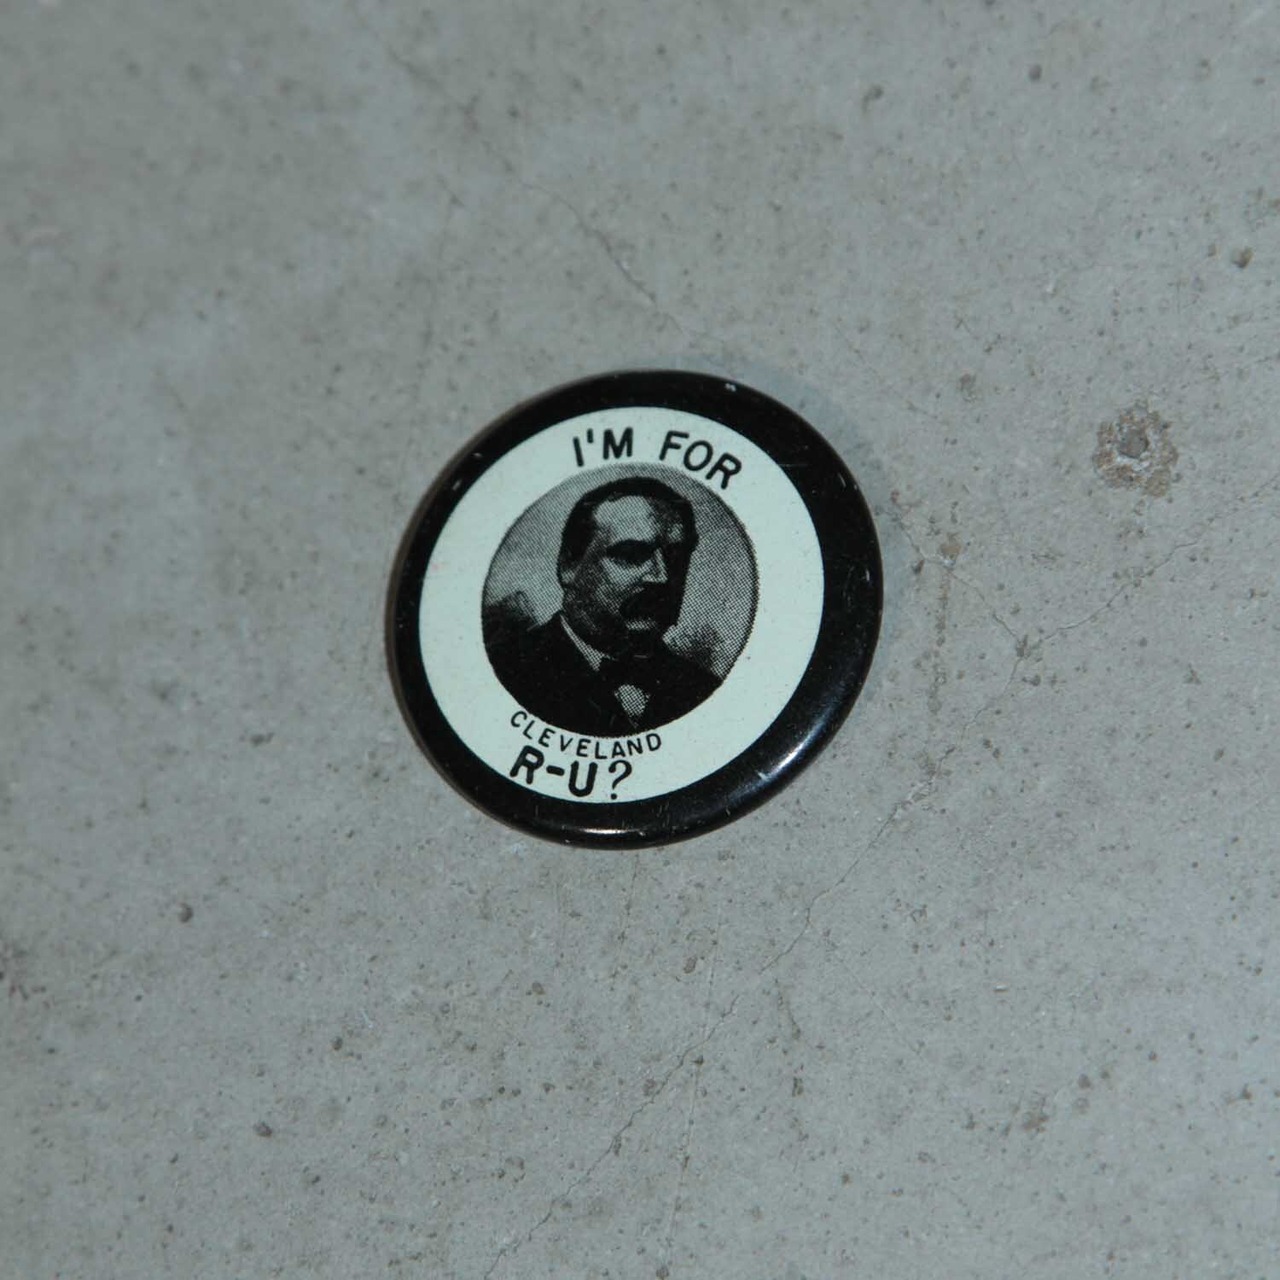 I'M FOR
CLEVELAND
R-U?